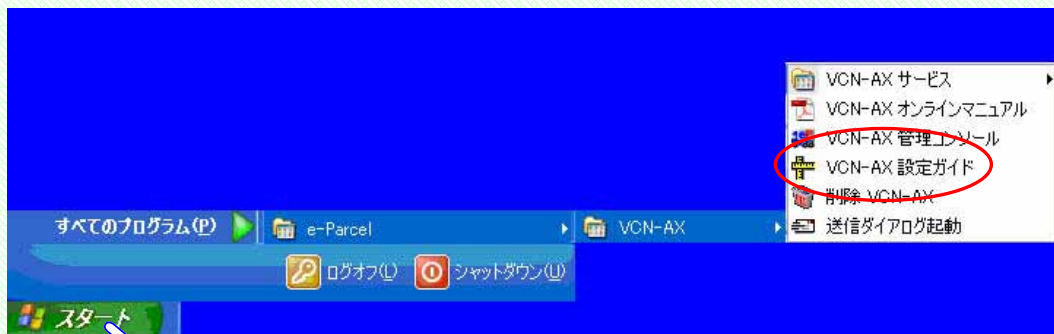 VCN-AX サービス
VCN-AX オンラインマニュアル
VCN-AX 管理コンソール
VCN-AX 設定ガイド
削除 VCN-AX
送信ダイアログ起動
すべてのプログラム(P)
e-Parcel
VCN-AX
ログオフ(L)
シャットダウン(U)
スタート